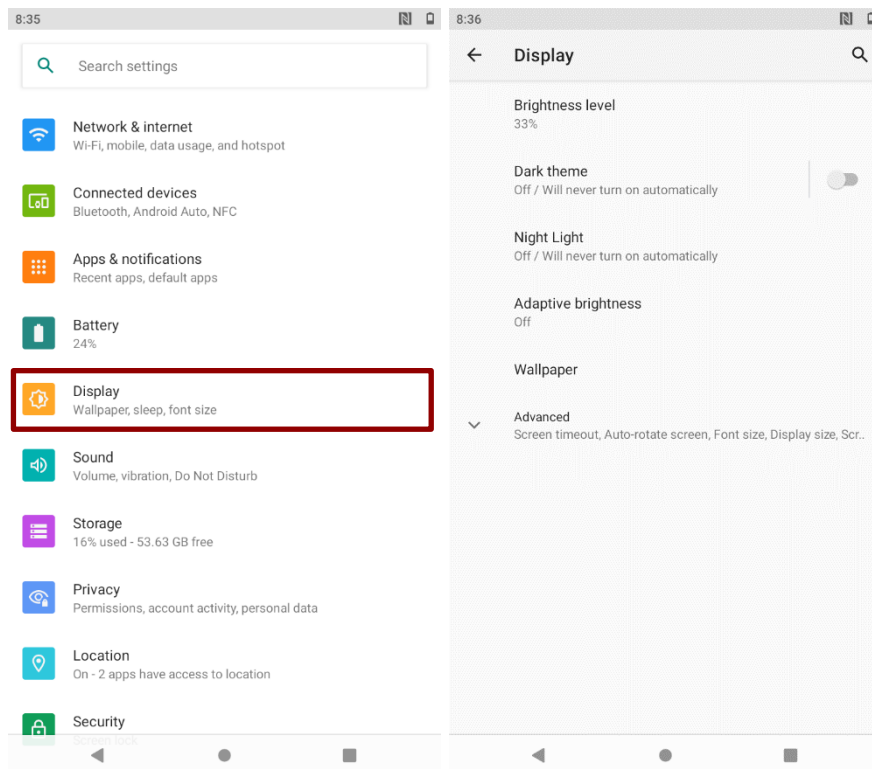 8:35
Search settings
Network & internet
Wi-Fi, mobile, data usage, and hotspot
Connected devices
Bluetooth, Android Auto, NFC
Apps & notifications
Recent apps, default apps
Battery
24%
Display
Wallpaper, sleep, font size
Sound
Volume, vibration, Do Not Disturb
Storage
16% used - 53.63 GB free
Privacy
Permissions, account activity, personal data
Location
On - 2 apps have access to location
Security
Screen lock
8:36
Display
Brightness level
33%
Dark theme
Off / Will never turn on automatically
Night Light
Off / Will never turn on automatically
Adaptive brightness
Off
Wallpaper
Advanced
Screen timeout, Auto-rotate screen, Font size, Display size, Scr..